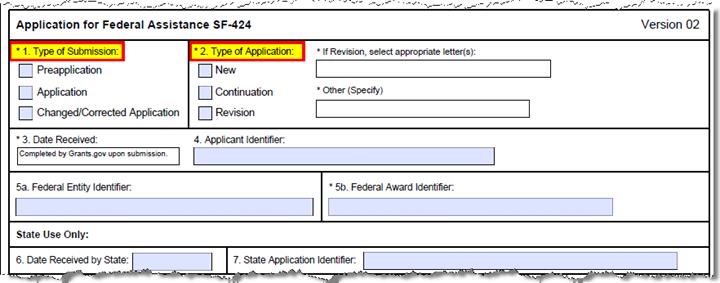 Application for Federal Assistance SF-424 Version 02
* 1. Type of Submission: * 2. Type of Application: * If Revision, select appropriate letter(s):
Preapplication New
Application Continuation * Other (Specify)
Changed/Corrected Application Revision
* 3. Date Received: 4. Applicant Identifier:
Completed by Grants.gov upon submission.
5a. Federal Entity Identifier: * 5b. Federal Award Identifier:
State Use Only:
6. Date Received by State: 7. State Application Identifier: